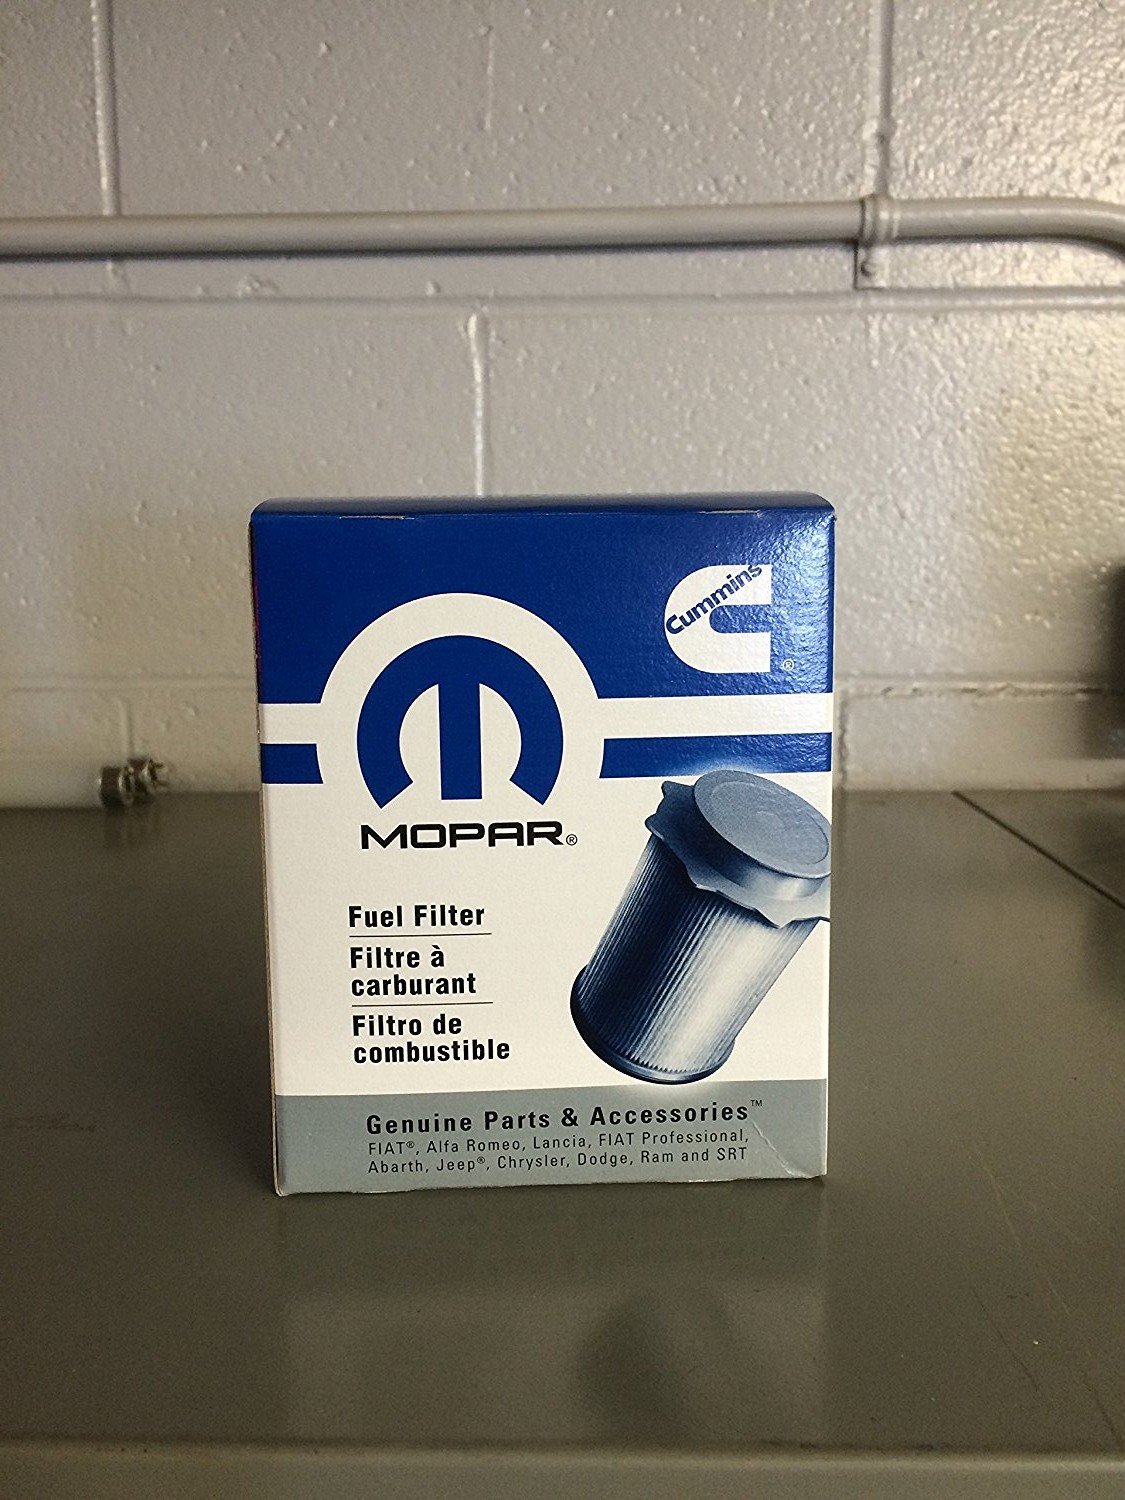 Cummins
®
MOPAR®
Fuel Filter
Filtre à
carburant
Filtro de
combustible
Genuine Parts & Accessories™
FIAT®, Alfa Romeo, Lancia, FIAT Professional,
Abarth, Jeep®, Chrysler, Dodge, Ram and SRT